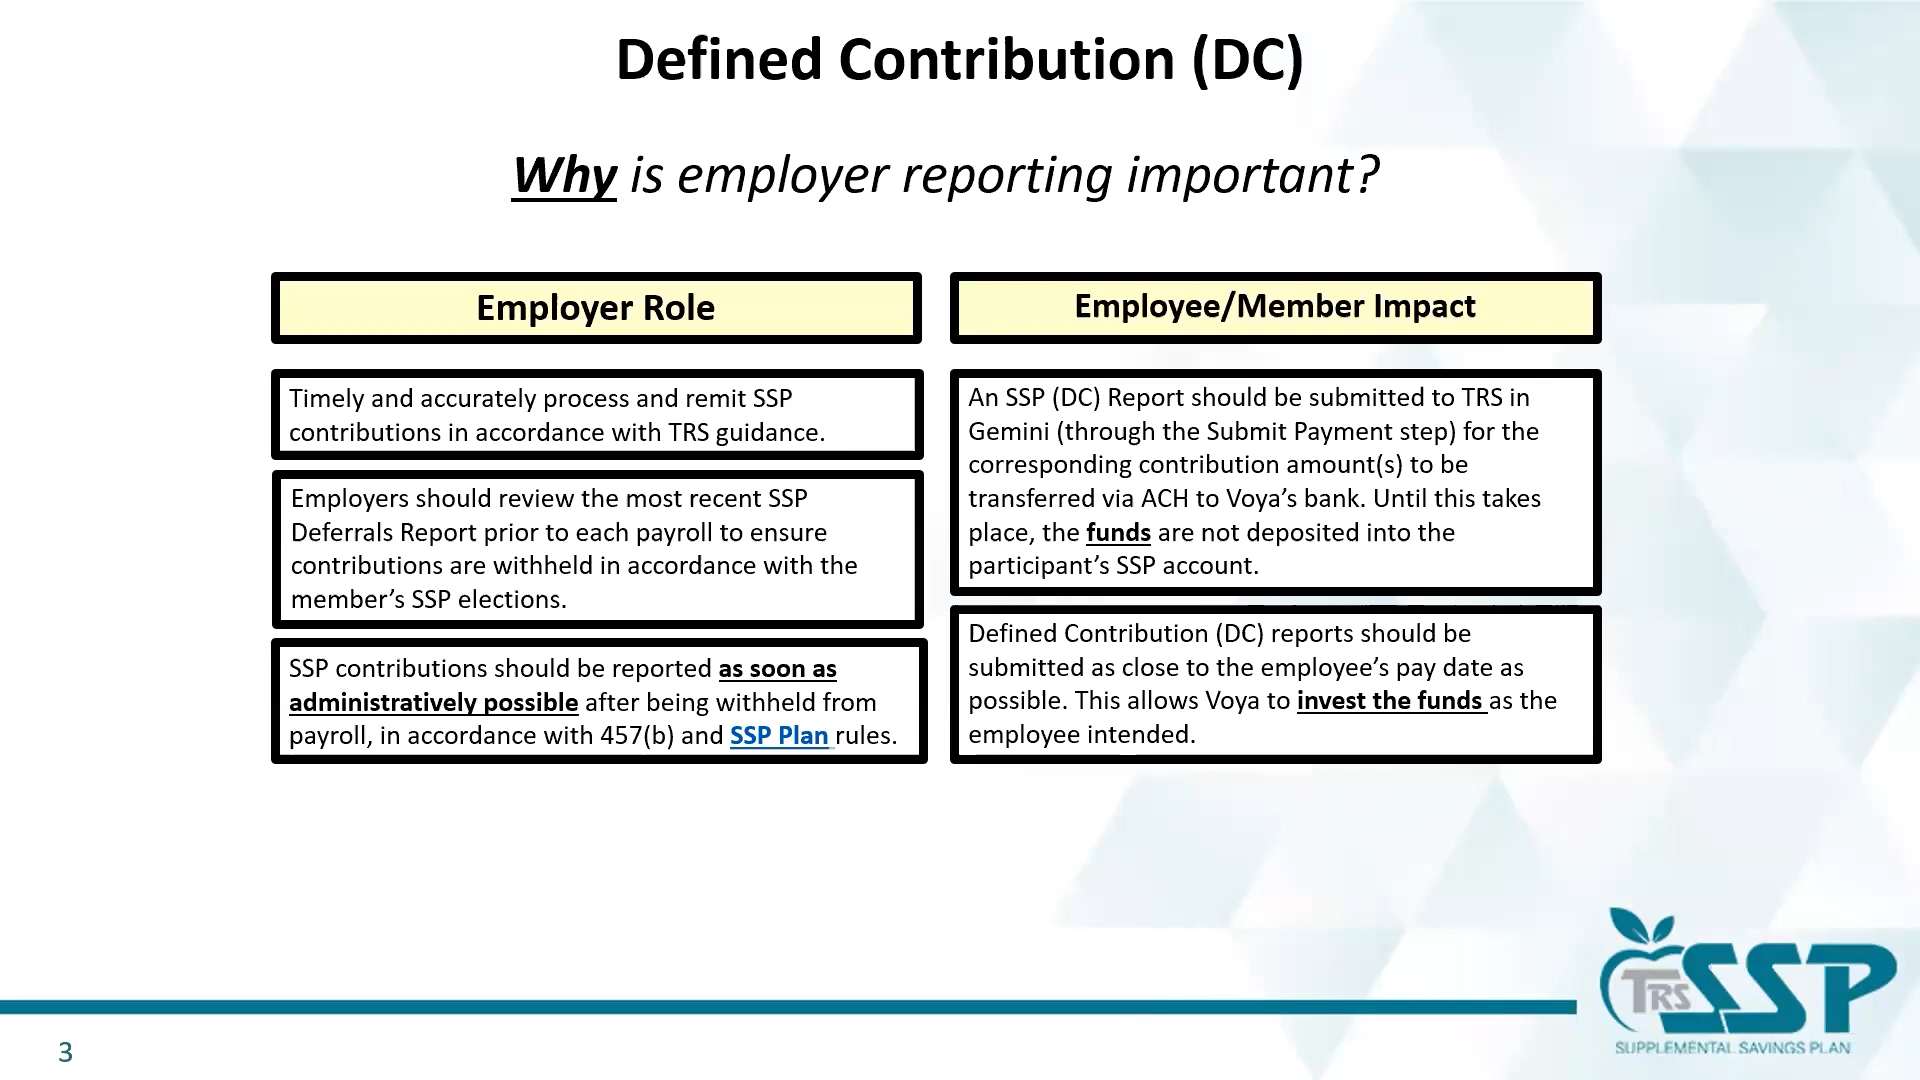 Defined Contribution (DC)
Why is employer reporting important?
Employer Role
Timely and accurately process and remit SSP
contributions in accordance with TRS guidance.
Employers should review the most recent SSP
Deferrals Report prior to each payroll to ensure
contributions are withheld in accordance with the
member’s SSP elections.
SSP contributions should be reported as soon as
administratively possible after being withheld from
payroll, in accordance with 457(b) and SSP Plan rules.
Employee/Member Impact
An SSP (DC) Report should be submitted to TRS in
Gemini (through the Submit Payment step) for the
corresponding contribution amount(s) to be
transferred via ACH to Voya’s bank. Until this takes
place, the funds are not deposited into the
participant’s SSP account.
Defined Contribution (DC) reports should be
submitted as close to the employee’s pay date as
possible. This allows Voya to invest the funds as the
employee intended.
TRS SSP
SUPPLEMENTAL SAVINGS PLAN
3